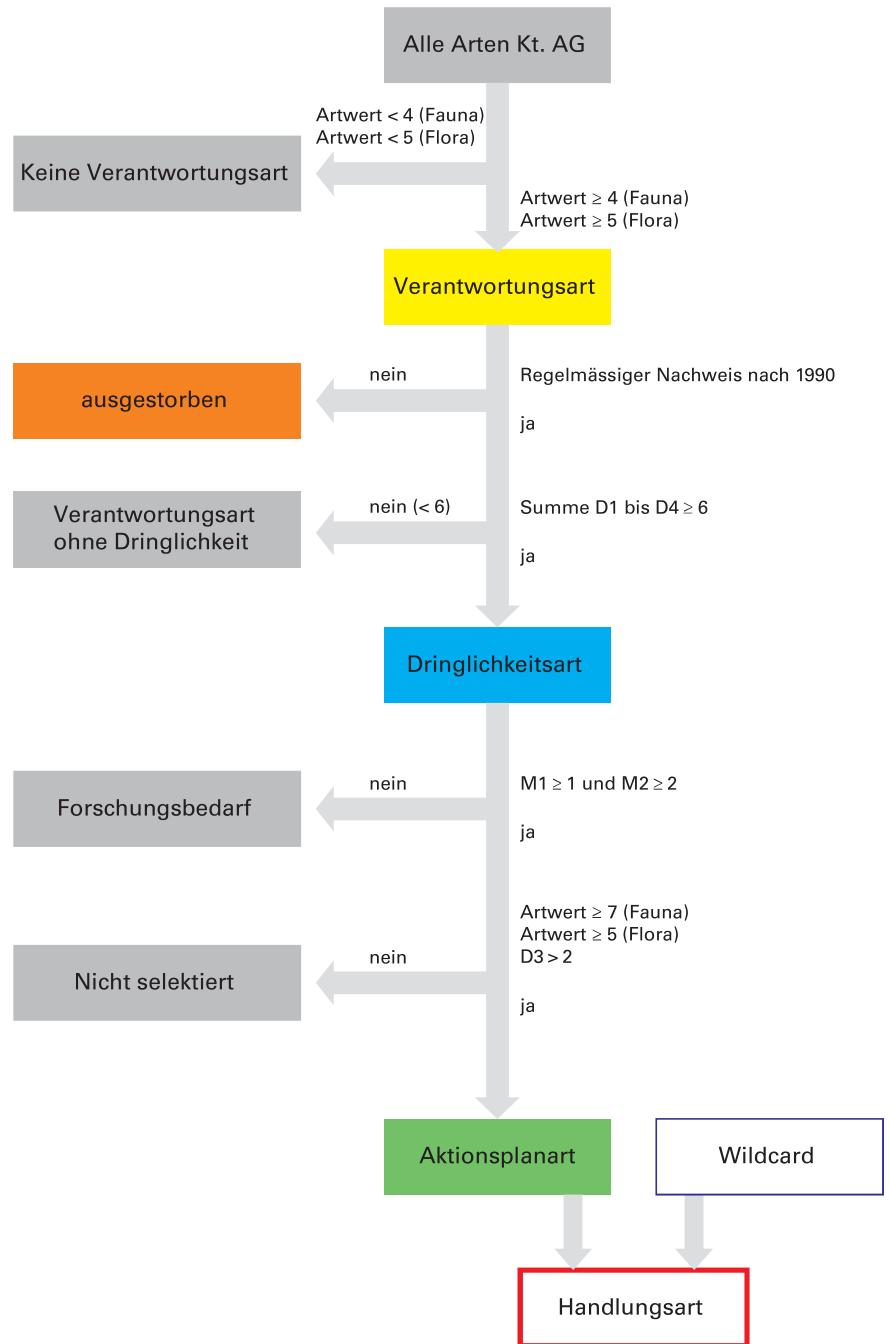 Alle Arten Kt. AG
Artwert < 4 (Fauna)
Artwert < 5 (Flora)
Keine Verantwortungsart
Artwert ≥ 4 (Fauna)
Artwert ≥ 5 (Flora)
Verantwortungsart
nein
Regelmässiger Nachweis nach 1990
ausgestorben
ja
nein (< 6)
Summe D1 bis D4 ≥ 6
Verantwortungsart
ohne Dringlichkeit
ja
Dringlichkeitsart
nein
M1 ≥ 1 und M2 ≥ 2
Forschungsbedarf
ja
Artwert ≥ 7 (Fauna)
Artwert ≥ 5 (Flora)
nein
D3 > 2
Nicht selektiert
ja
Aktionsplanart
Wildcard
Handlungsart